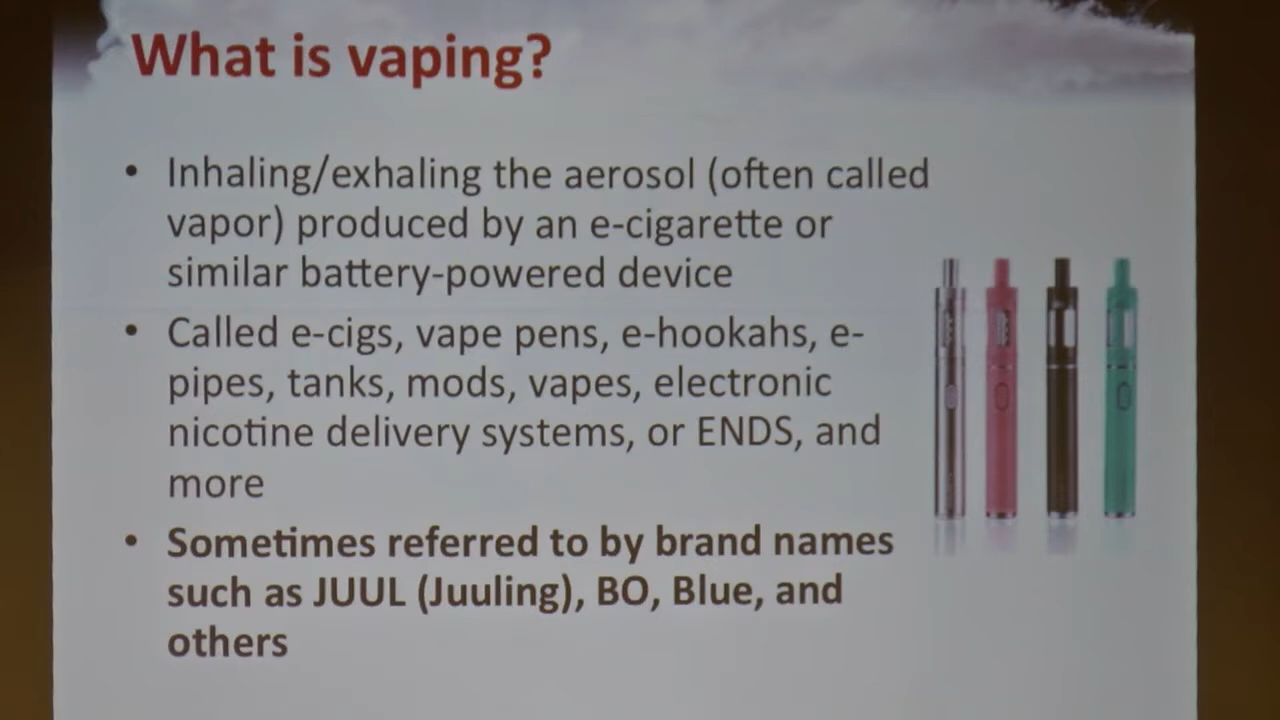 What is vaping?
• Inhaling/exhaling the aerosol (often called
vapor) produced by an e-cigarette or
similar battery-powered device
• Called e-cigs, vape pens, e-hookahs, e-
pipes, tanks, mods, vapes, electronic
nicotine delivery systems, or ENDS, and
more
• Sometimes referred to by brand names
such as JUUL (Juuling), BO, Blue, and
others